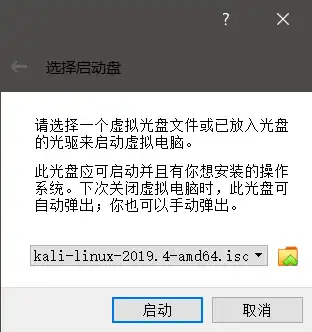 ?
选择启动盘
请选择一个虚拟光盘文件或已放入光盘
的光驱来启动虚拟电脑。
此光盘应可启动并且有你想安装的操作
系统。下次关闭虚拟电脑时，此光盘可
自动弹出；你也可以手动弹出。
kali-linux-2019.4-amd64.isc
启动 取消